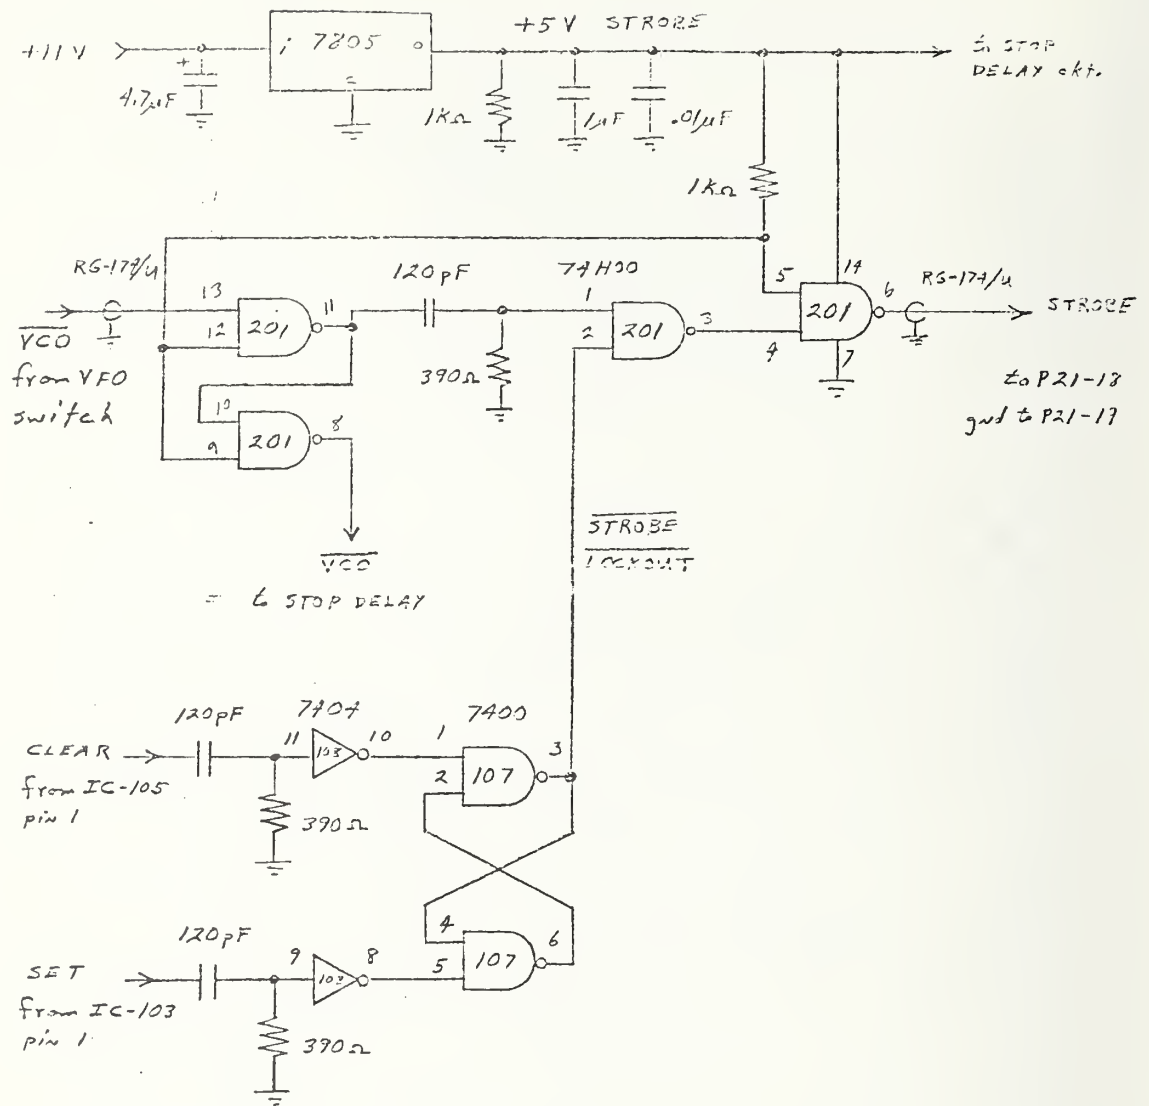 +5V STROBE
+11V
i 7805 o
to STOP
DELAY ckt.
4.7µF
1kΩ
1µF
.01µF
1kΩ
RG-174/u
120pF
74H00
RG-174/u
13
11
1
5
14
6
STROBE
12
201
2
201
3
4
201
7
VCO
from VFO
switch
390Ω
to P21-18
10
9
201
8
STROBE
LOCKOUT
VCO
to STOP DELAY
120pF
7404
7400
CLEAR
11
103
10
1
3
from IC-105
pin 1
2
107
390Ω
120pF
4
6
SET
9
103
8
5
107
from IC-103
pin 1
390Ω